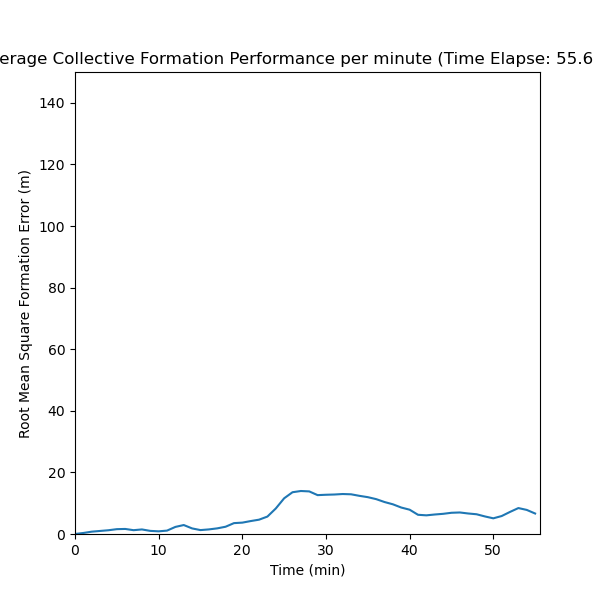 erage Collective Formation Performance per minute (Time Elapse: 55.6
140
120
100
80
60
40
20
0
Root Mean Square Formation Error (m)
0 10 20 30 40 50
Time (min)